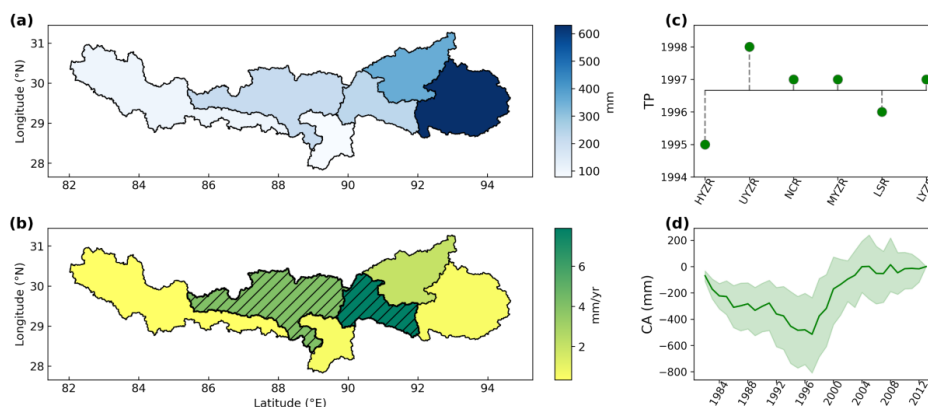 (a)
31
30
29
28
Longitude (°N)
82 84 86 88 90 92 94
600
500
400
300
200
100
mm
(b)
31
30
29
28
Longitude (°N)
82 84 86 88 90 92 94
Latitude (°E)
6
4
2
mm/yr
(c)
1998
1997
1996
1995
1994
TP
HYZR UYZR NCR MYZR LSR
(d)
200
0
−200
−400
−600
−800
CA (mm)
1984 1988 1992 1996 2000 2004 2008 2012